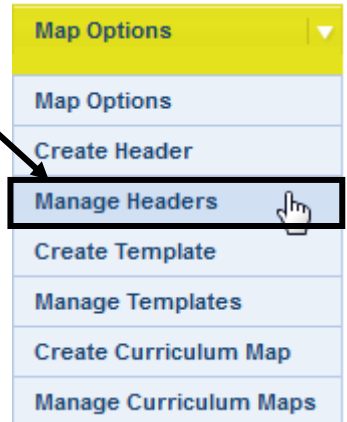 Map Options
Map Options
Create Header
Manage Headers
Create Template
Manage Templates
Create Curriculum Map
Manage Curriculum Maps